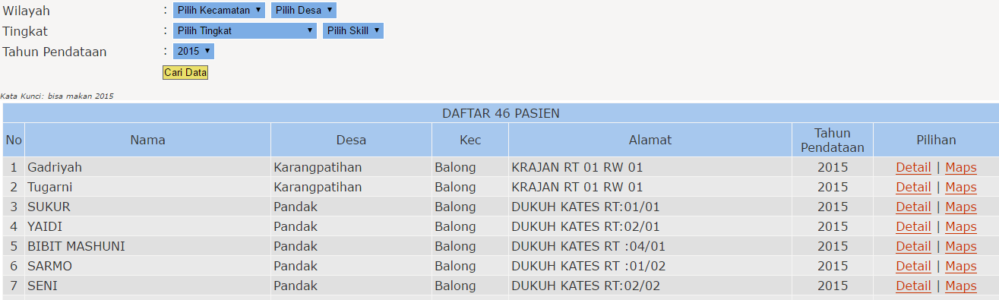 Wilayah : Pilih Kecamatan Pilih Desa
Tingkat : Pilih Tingkat Pilih Skill
Tahun Pendataan : 2015
Cari Data
Kata Kunci: bisa makan 2015
DAFTAR 46 PASIEN
No Nama Desa Kec Alamat Tahun Pendataan Pilihan
1 Gadriyah Karangpatihan Balong KRAJAN RT 01 RW 01 2015 Detail | Maps
2 Tugarni Karangpatihan Balong KRAJAN RT 01 RW 01 2015 Detail | Maps
3 SUKUR Pandak Balong DUKUH KATES RT:01/01 2015 Detail | Maps
4 YAIDI Pandak Balong DUKUH KATES RT:02/01 2015 Detail | Maps
5 BIBIT MASHUNI Pandak Balong DUKUH KATES RT :04/01 2015 Detail | Maps
6 SARMO Pandak Balong DUKUH KATES RT :01/02 2015 Detail | Maps
7 SENI Pandak Balong DUKUH KATES RT:02/02 2015 Detail | Maps